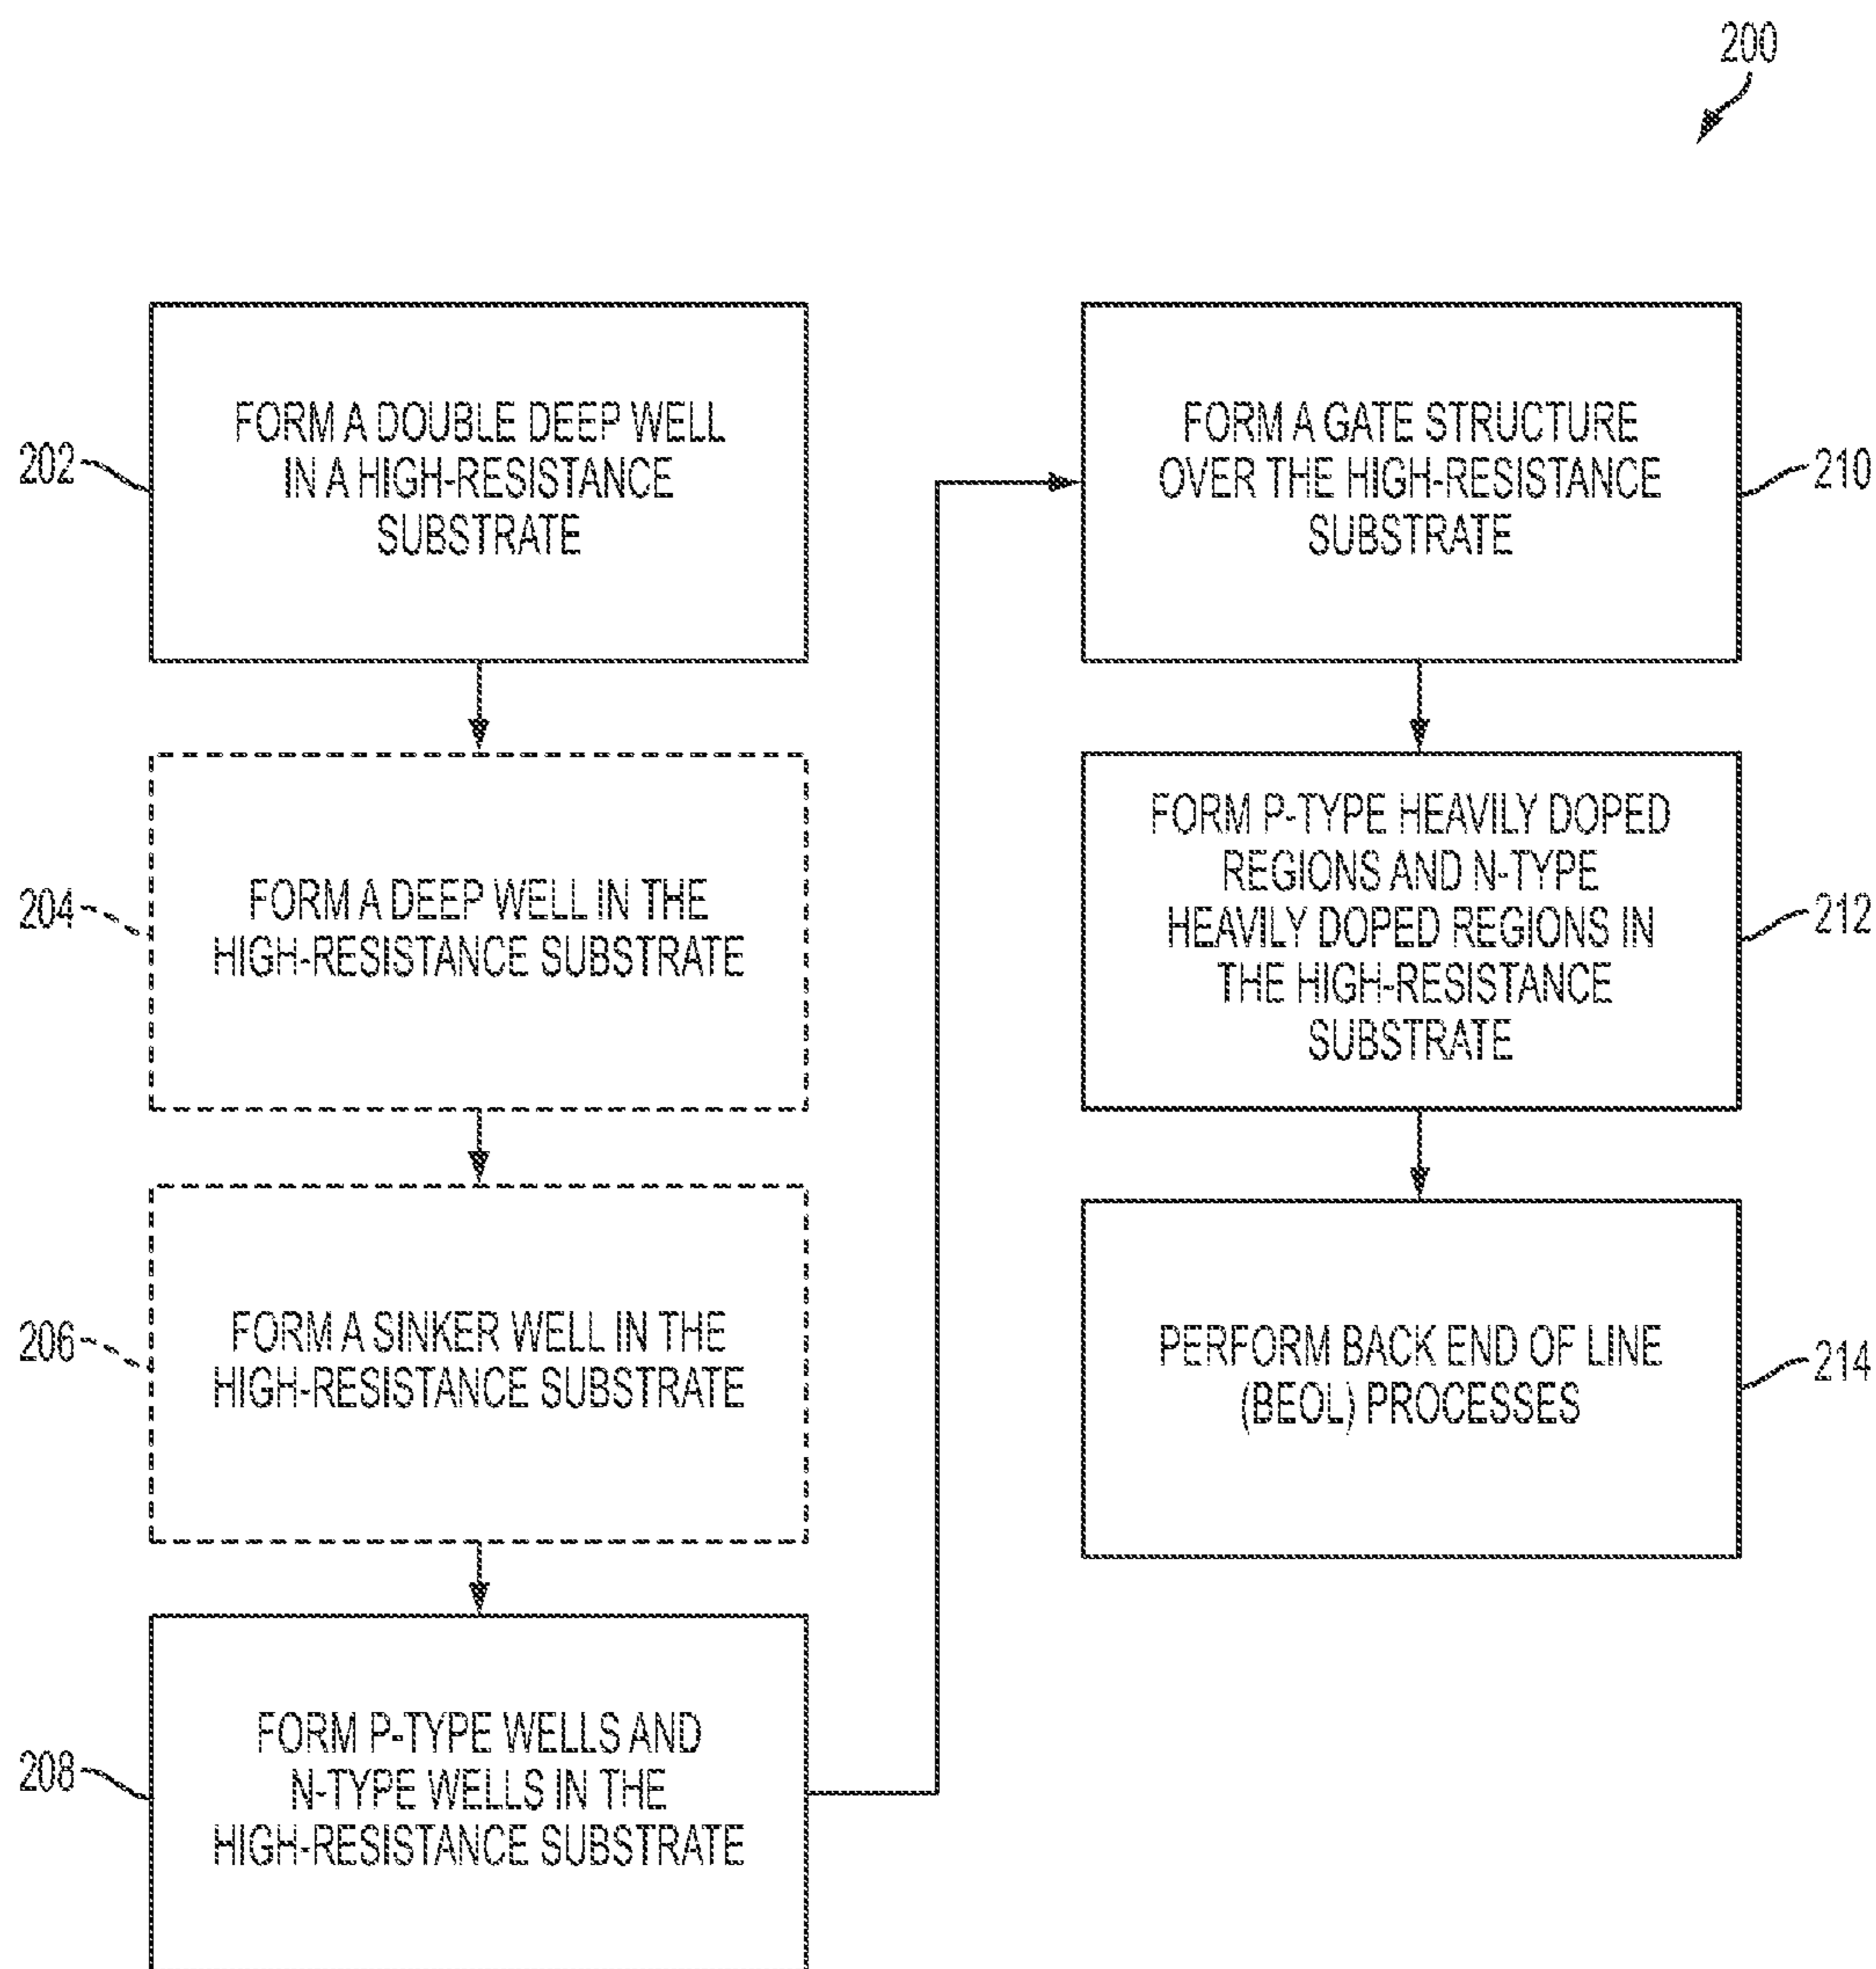 200
202
FORM A DOUBLE DEEP WELL
IN A HIGH-RESISTANCE
SUBSTRATE
204
FORM A DEEP WELL IN THE
HIGH-RESISTANCE SUBSTRATE
206
FORM A SINKER WELL IN THE
HIGH-RESISTANCE SUBSTRATE
208
FORM P-TYPE WELLS AND
N-TYPE WELLS IN THE
HIGH-RESISTANCE SUBSTRATE
FORM A GATE STRUCTURE
OVER THE HIGH-RESISTANCE
SUBSTRATE
210
FORM P-TYPE HEAVILY DOPED
REGIONS AND N-TYPE
HEAVILY DOPED REGIONS IN
THE HIGH-RESISTANCE
SUBSTRATE
212
PERFORM BACK END OF LINE
(BEOL) PROCESSES
214